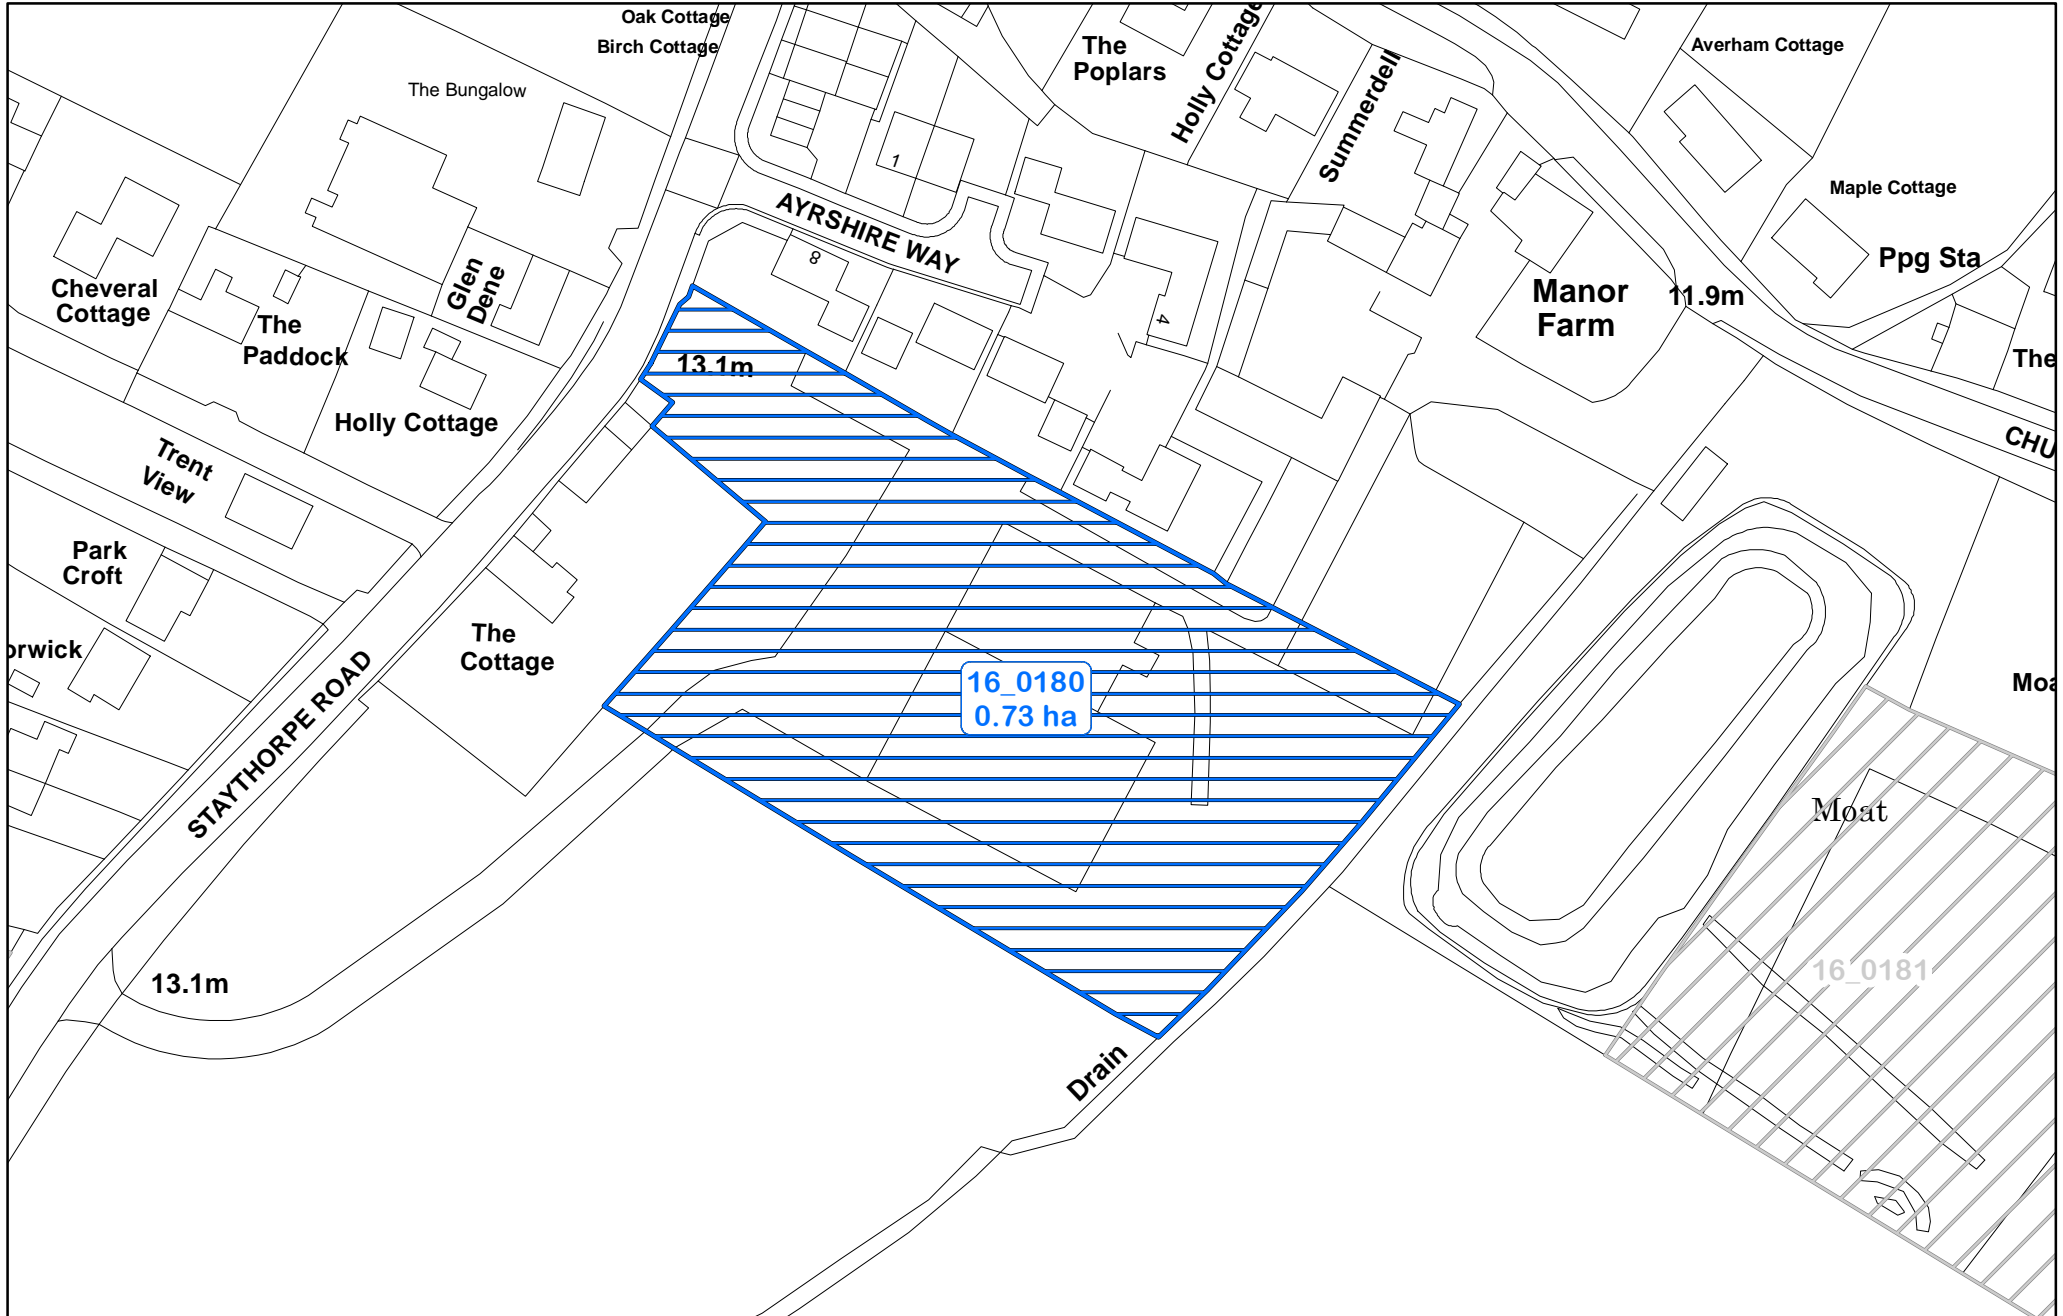 Oak Cottage
Birch Cottage
The Bungalow
The
Poplars
Holly Cottage
Summerdell
Averham Cottage
Maple Cottage
Ppg Sta
1
AYRSHIRE WAY
8
4
Cheveral
Cottage
The
Paddock
Glen
Dene
Manor
Farm
11.9m
The
13.1m
Holly Cottage
CHU
Trent
View
Park
Croft
orwick
The
Cottage
STAYTHORPE ROAD
16_0180
0.73 ha
Moa
Moat
16_0181
13.1m
Drain